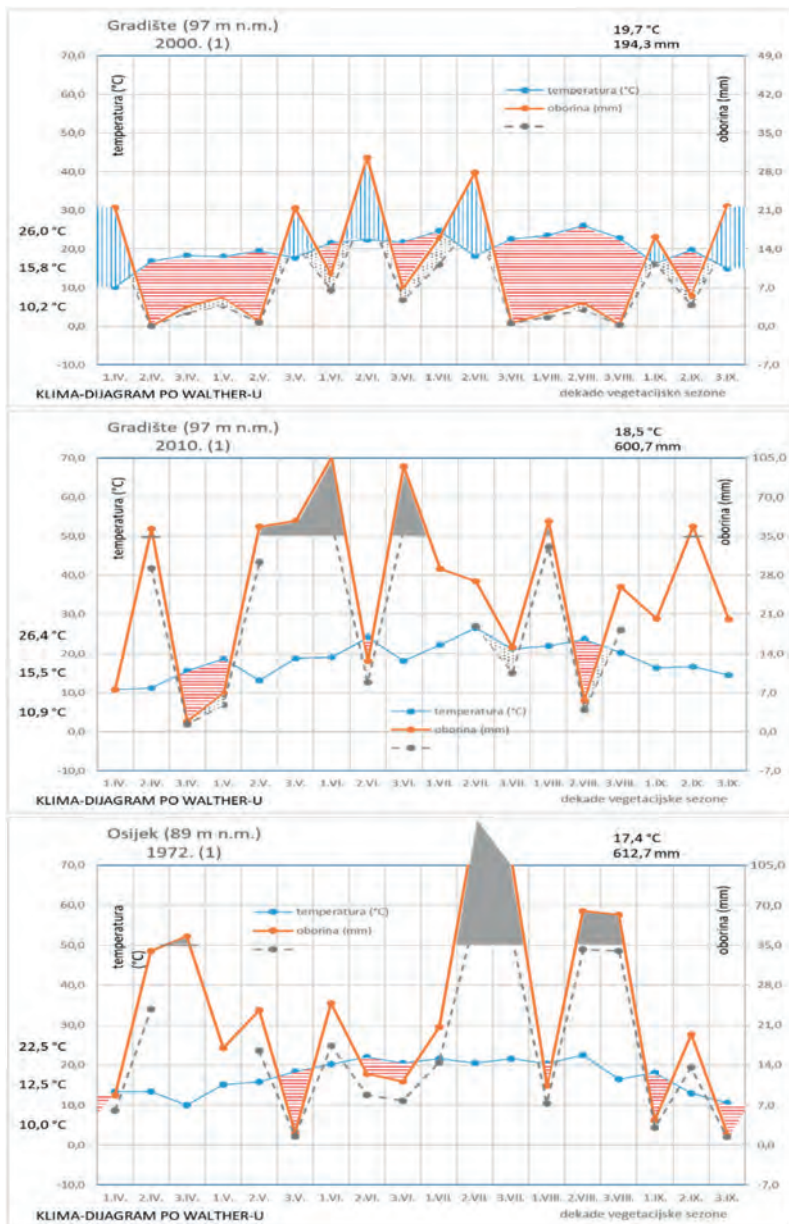 Gradište (97 m n.m.)
2000. (1)
19,7 °C
194,3 mm
70,0
60,0
50,0
40,0
30,0
20,0
10,0
0,0
-10,0
temperatura (°C)
temperatura (°C)
oborina (mm)
oborina (mm)
49,0
42,0
35,0
28,0
21,0
14,0
7,0
0,0
-7,0
26,0 °C
15,8 °C
10,2 °C
1.IV. 2.IV. 3.IV. 1.V. 2.V. 3.V. 1.VI. 2.VI. 3.VI. 1.VII. 2.VII. 3.VII. 1.VIII. 2.VIII. 3.VIII. 1.IX. 2.IX. 3.IX.
KLIMA-DIJAGRAM PO WALTHER-U
dekade vegetacijske sezone
Gradište (97 m n.m.)
2010. (1)
18,5 °C
600,7 mm
70,0
60,0
50,0
40,0
30,0
20,0
10,0
0,0
-10,0
temperatura (°C)
temperatura (°C)
oborina (mm)
oborina (mm)
105,0
70,0
35,0
28,0
21,0
14,0
7,0
0,0
-7,0
26,4 °C
15,5 °C
10,9 °C
1.IV. 2.IV. 3.IV. 1.V. 2.V. 3.V. 1.VI. 2.VI. 3.VI. 1.VII. 2.VII. 3.VII. 1.VIII. 2.VIII. 3.VIII. 1.IX. 2.IX. 3.IX.
KLIMA-DIJAGRAM PO WALTHER-U
dekade vegetacijske sezone
Osijek (89 m n.m.)
1972. (1)
17,4 °C
612,7 mm
70,0
60,0
50,0
40,0
30,0
20,0
10,0
0,0
-10,0
temperatura
(°C)
temperatura (°C)
oborina (mm)
oborina (mm)
105,0
70,0
35,0
28,0
21,0
14,0
7,0
0,0
-7,0
22,5 °C
12,5 °C
10,0 °C
1.IV. 2.IV. 3.IV. 1.V. 2.V. 3.V. 1.VI. 2.VI. 3.VI. 1.VII. 2.VII. 3.VII. 1.VIII. 2.VIII. 3.VIII. 1.IX. 2.IX. 3.IX.
KLIMA-DIJAGRAM PO WALTHER-U
dekade vegetacijske sezone